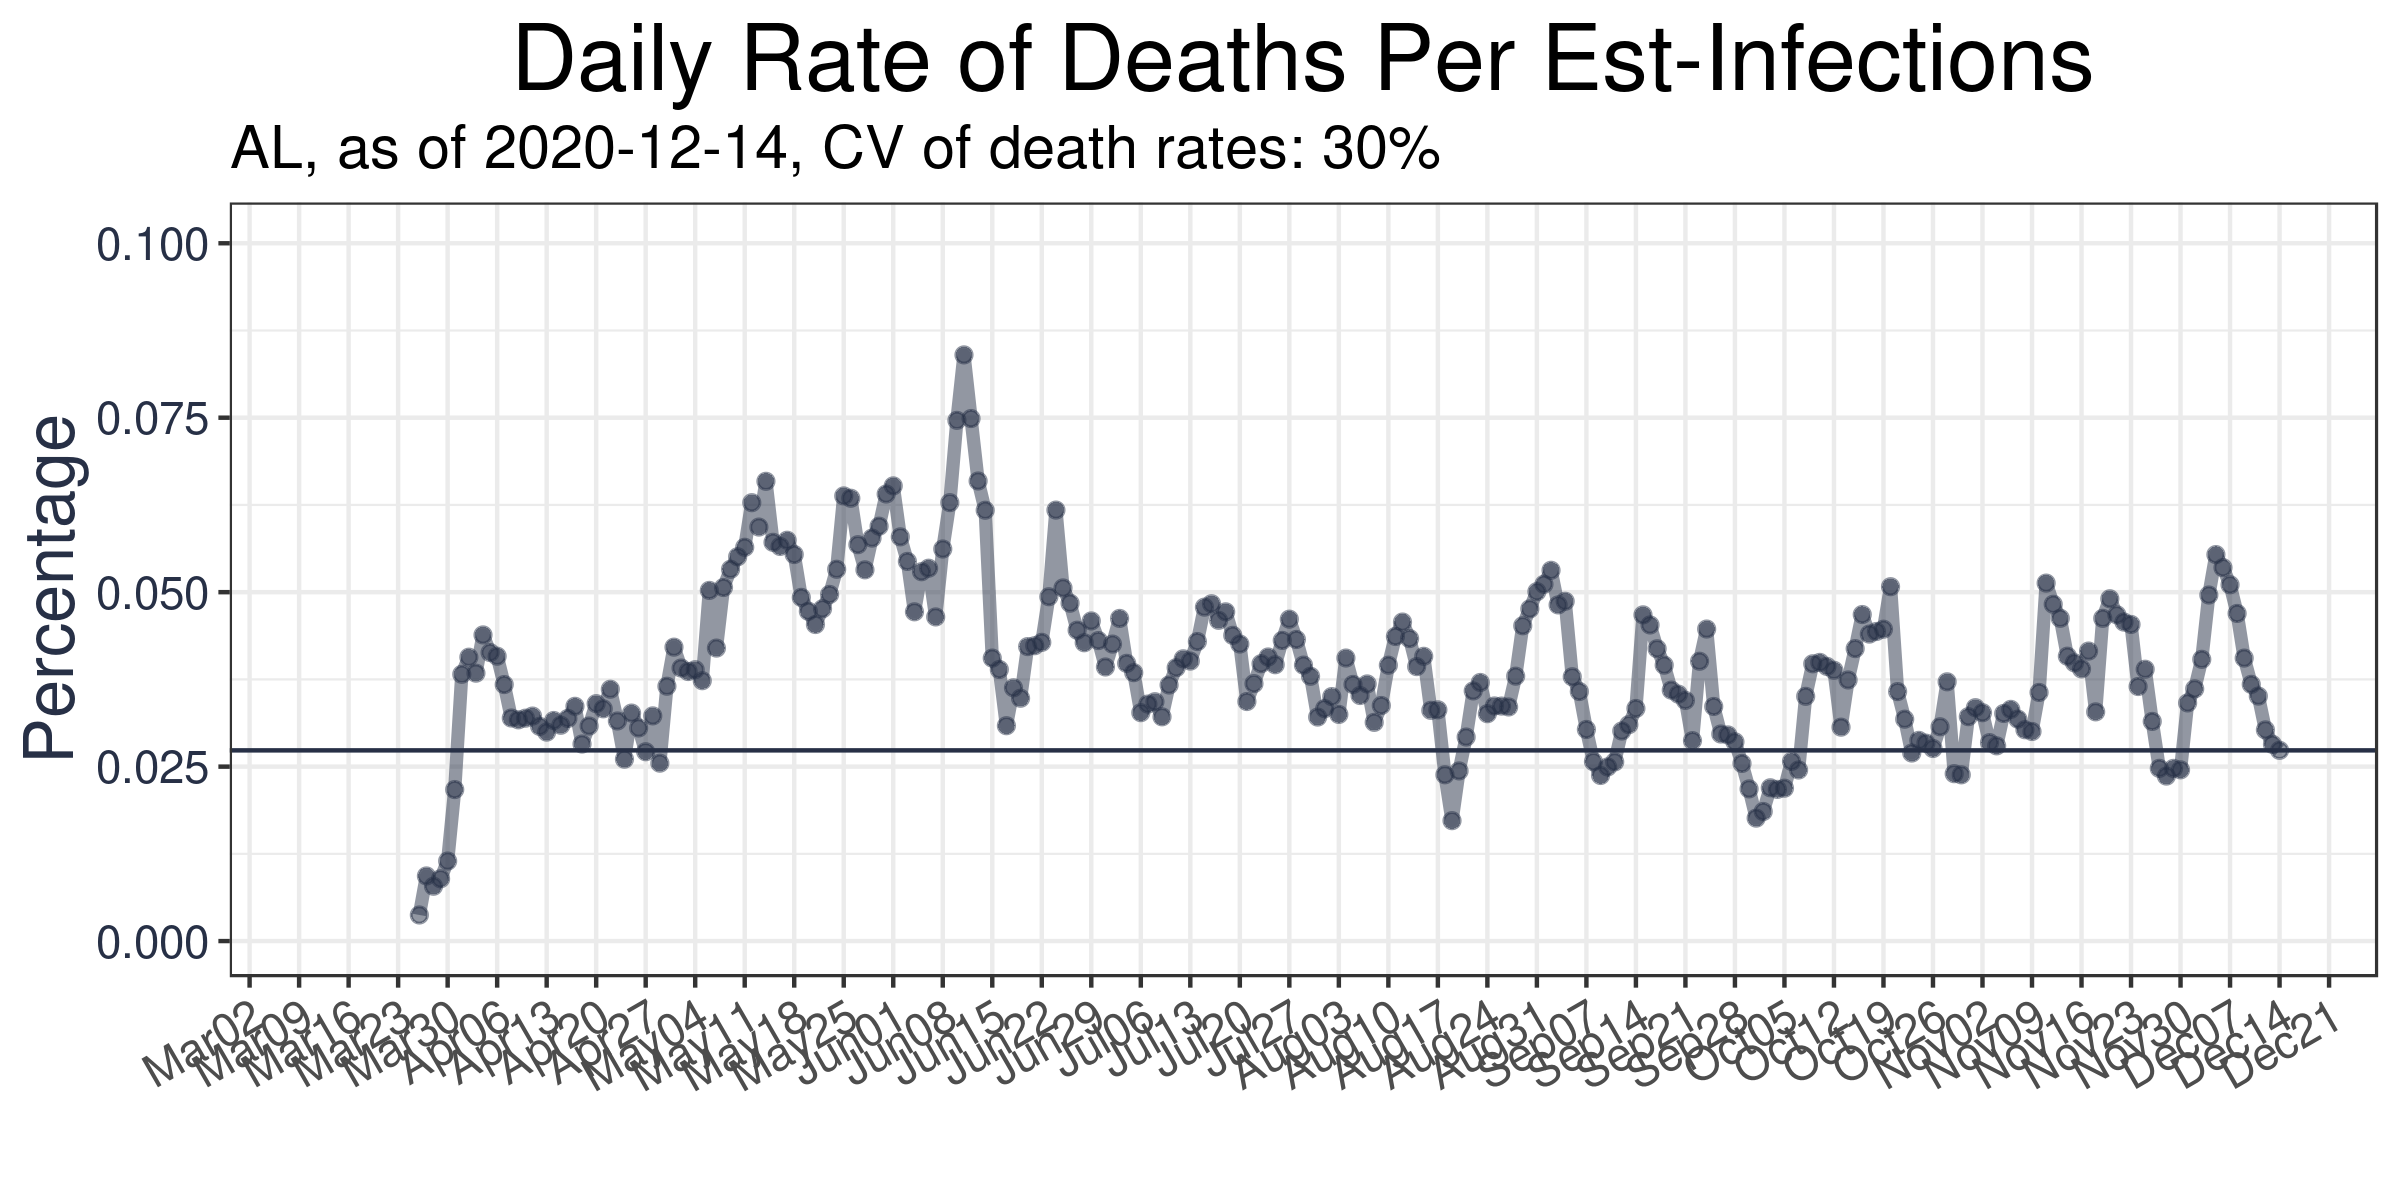 Daily Rate of Deaths Per Est-Infections
AL, as of 2020-12-14, CV of death rates: 30%
Percentage
0.100
0.075
0.050
0.025
0.000
Mar02
Mar09
Mar16
Mar23
Mar30
Apr06
Apr13
Apr20
Apr27
May04
May11
May18
May25
Jun01
Jun08
Jun15
Jun22
Jun29
Jul06
Jul13
Jul20
Jul27
Aug03
Aug10
Aug17
Aug24
Aug31
Sep07
Sep14
Sep21
Sep28
Oct05
Oct12
Oct19
Oct26
Nov02
Nov09
Nov16
Nov23
Nov30
Dec07
Dec14
Dec21